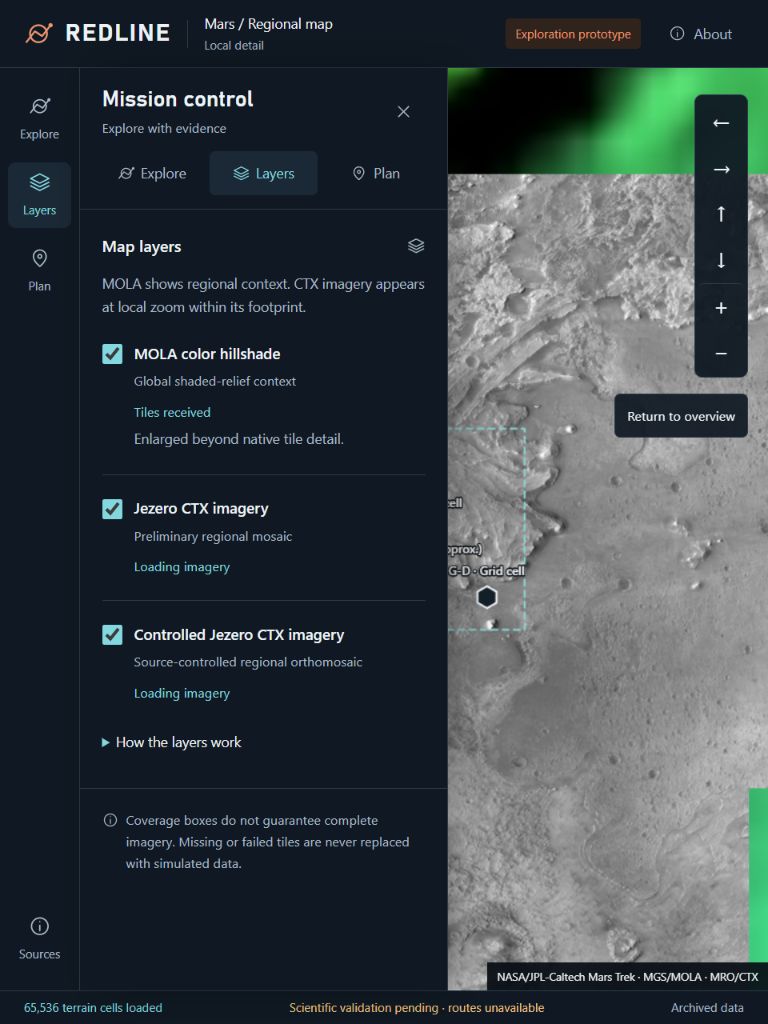 REDLINE
Mars / Regional map
Local detail
Exploration prototype
About
Explore
Layers
Plan
Sources
Mission control
Explore with evidence
Explore
Layers
Plan
Map layers
MOLA shows regional context. CTX imagery appears
at local zoom within its footprint.
MOLA color hillshade
Global shaded-relief context
Tiles received
Enlarged beyond native tile detail.
Jezero CTX imagery
Preliminary regional mosaic
Loading imagery
Controlled Jezero CTX imagery
Source-controlled regional orthomosaic
Loading imagery
How the layers work
Coverage boxes do not guarantee complete
imagery. Missing or failed tiles are never replaced
with simulated data.
Return to overview
G-D · Grid cell
NASA/JPL-Caltech Mars Trek · MGS/MOLA · MRO/CTX
65,536 terrain cells loaded
Scientific validation pending · routes unavailable
Archived data